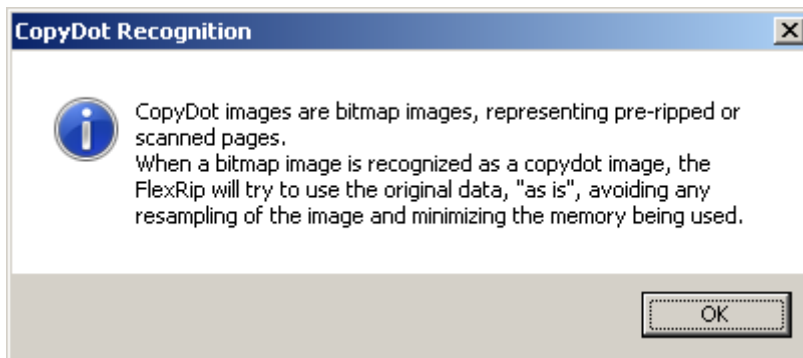 CopyDot Recognition
CopyDot images are bitmap images, representing pre-ripped or
scanned pages.
When a bitmap image is recognized as a copydot image, the
FlexRip will try to use the original data, "as is", avoiding any
resampling of the image and minimizing the memory being used.
OK